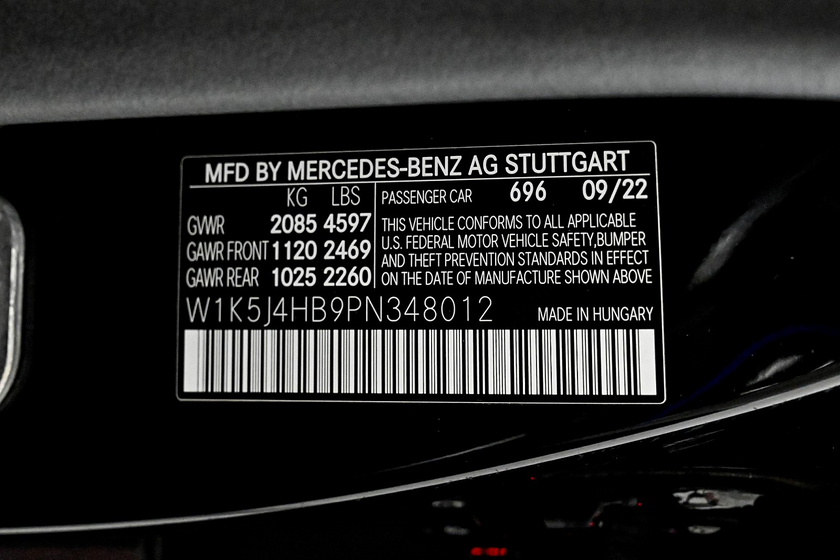 MFD BY MERCEDES-BENZ AG STUTTGART
KG LBS
GVWR 2085 4597
GAWR FRONT 1120 2469
GAWR REAR 1025 2260
PASSENGER CAR 696 09/22
THIS VEHICLE CONFORMS TO ALL APPLICABLE
U.S. FEDERAL MOTOR VEHICLE SAFETY,BUMPER
AND THEFT PREVENTION STANDARDS IN EFFECT
ON THE DATE OF MANUFACTURE SHOWN ABOVE
W1K5J4HB9PN348012
MADE IN HUNGARY